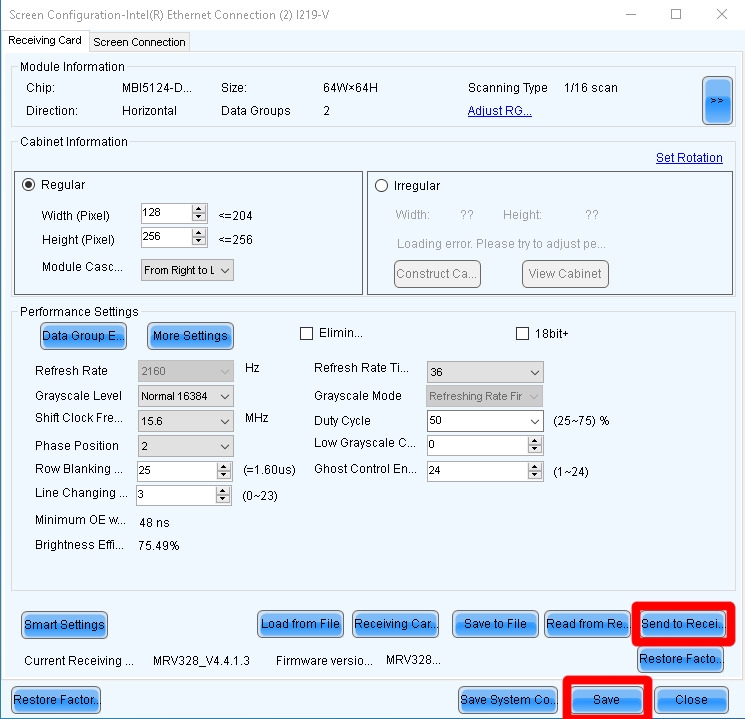 Screen Configuration-Intel(R) Ethernet Connection (2) I219-V
Receiving Card Screen Connection
Module Information
Chip: MBI5124-D... Size: 64W×64H Scanning Type 1/16 scan
Direction: Horizontal Data Groups 2 Adjust RG...
>>
Cabinet Information
Set Rotation
Regular Irregular
Width (Pixel) 128 <=204 Width: ?? Height: ??
Height (Pixel) 256 <=256 Loading error. Please try to adjust pe...
Module Casc... From Right to L Construct Ca... View Cabinet
Performance Settings
Data Group E... More Settings Elimin... 18bit+
Refresh Rate 2160 Hz Refresh Rate Ti... 36
Grayscale Level Normal 16384 Grayscale Mode Refreshing Rate Fir
Shift Clock Fre... 15.6 MHz Duty Cycle 50 (25~75) %
Phase Position 2 Low Grayscale C... 0
Row Blanking ... 25 (=1.60us) Ghost Control En... 24 (1~24)
Line Changing ... 3 (0~23)
Minimum OE w... 48 ns
Brightness Effi... 75.49%
Smart Settings Load from File Receiving Car... Save to File Read from Re... Send to Recei...
Current Receiving ... MRV328_V4.4.1.3 Firmware versio... MRV328... Restore Facto...
Restore Factor... Save System Co... Save Close